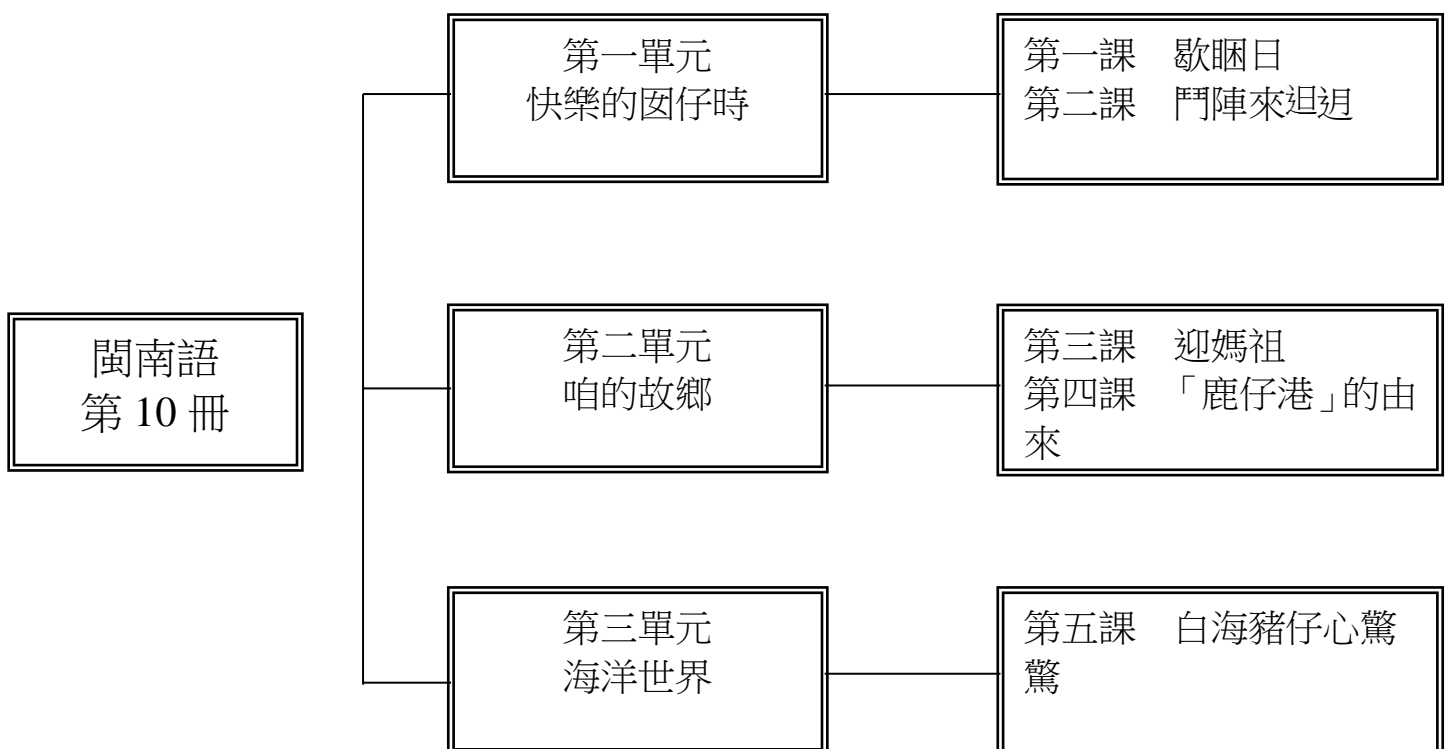 第一單元
快樂的囡仔時
第一課　歇睏日
第二課　鬥陣來𨑨迌
閩南語
第 10 冊
第二單元
咱的故鄉
第三課　迎媽祖
第四課　「鹿仔港」的由
來
第三單元
海洋世界
第五課　白海豬仔心驚
驚